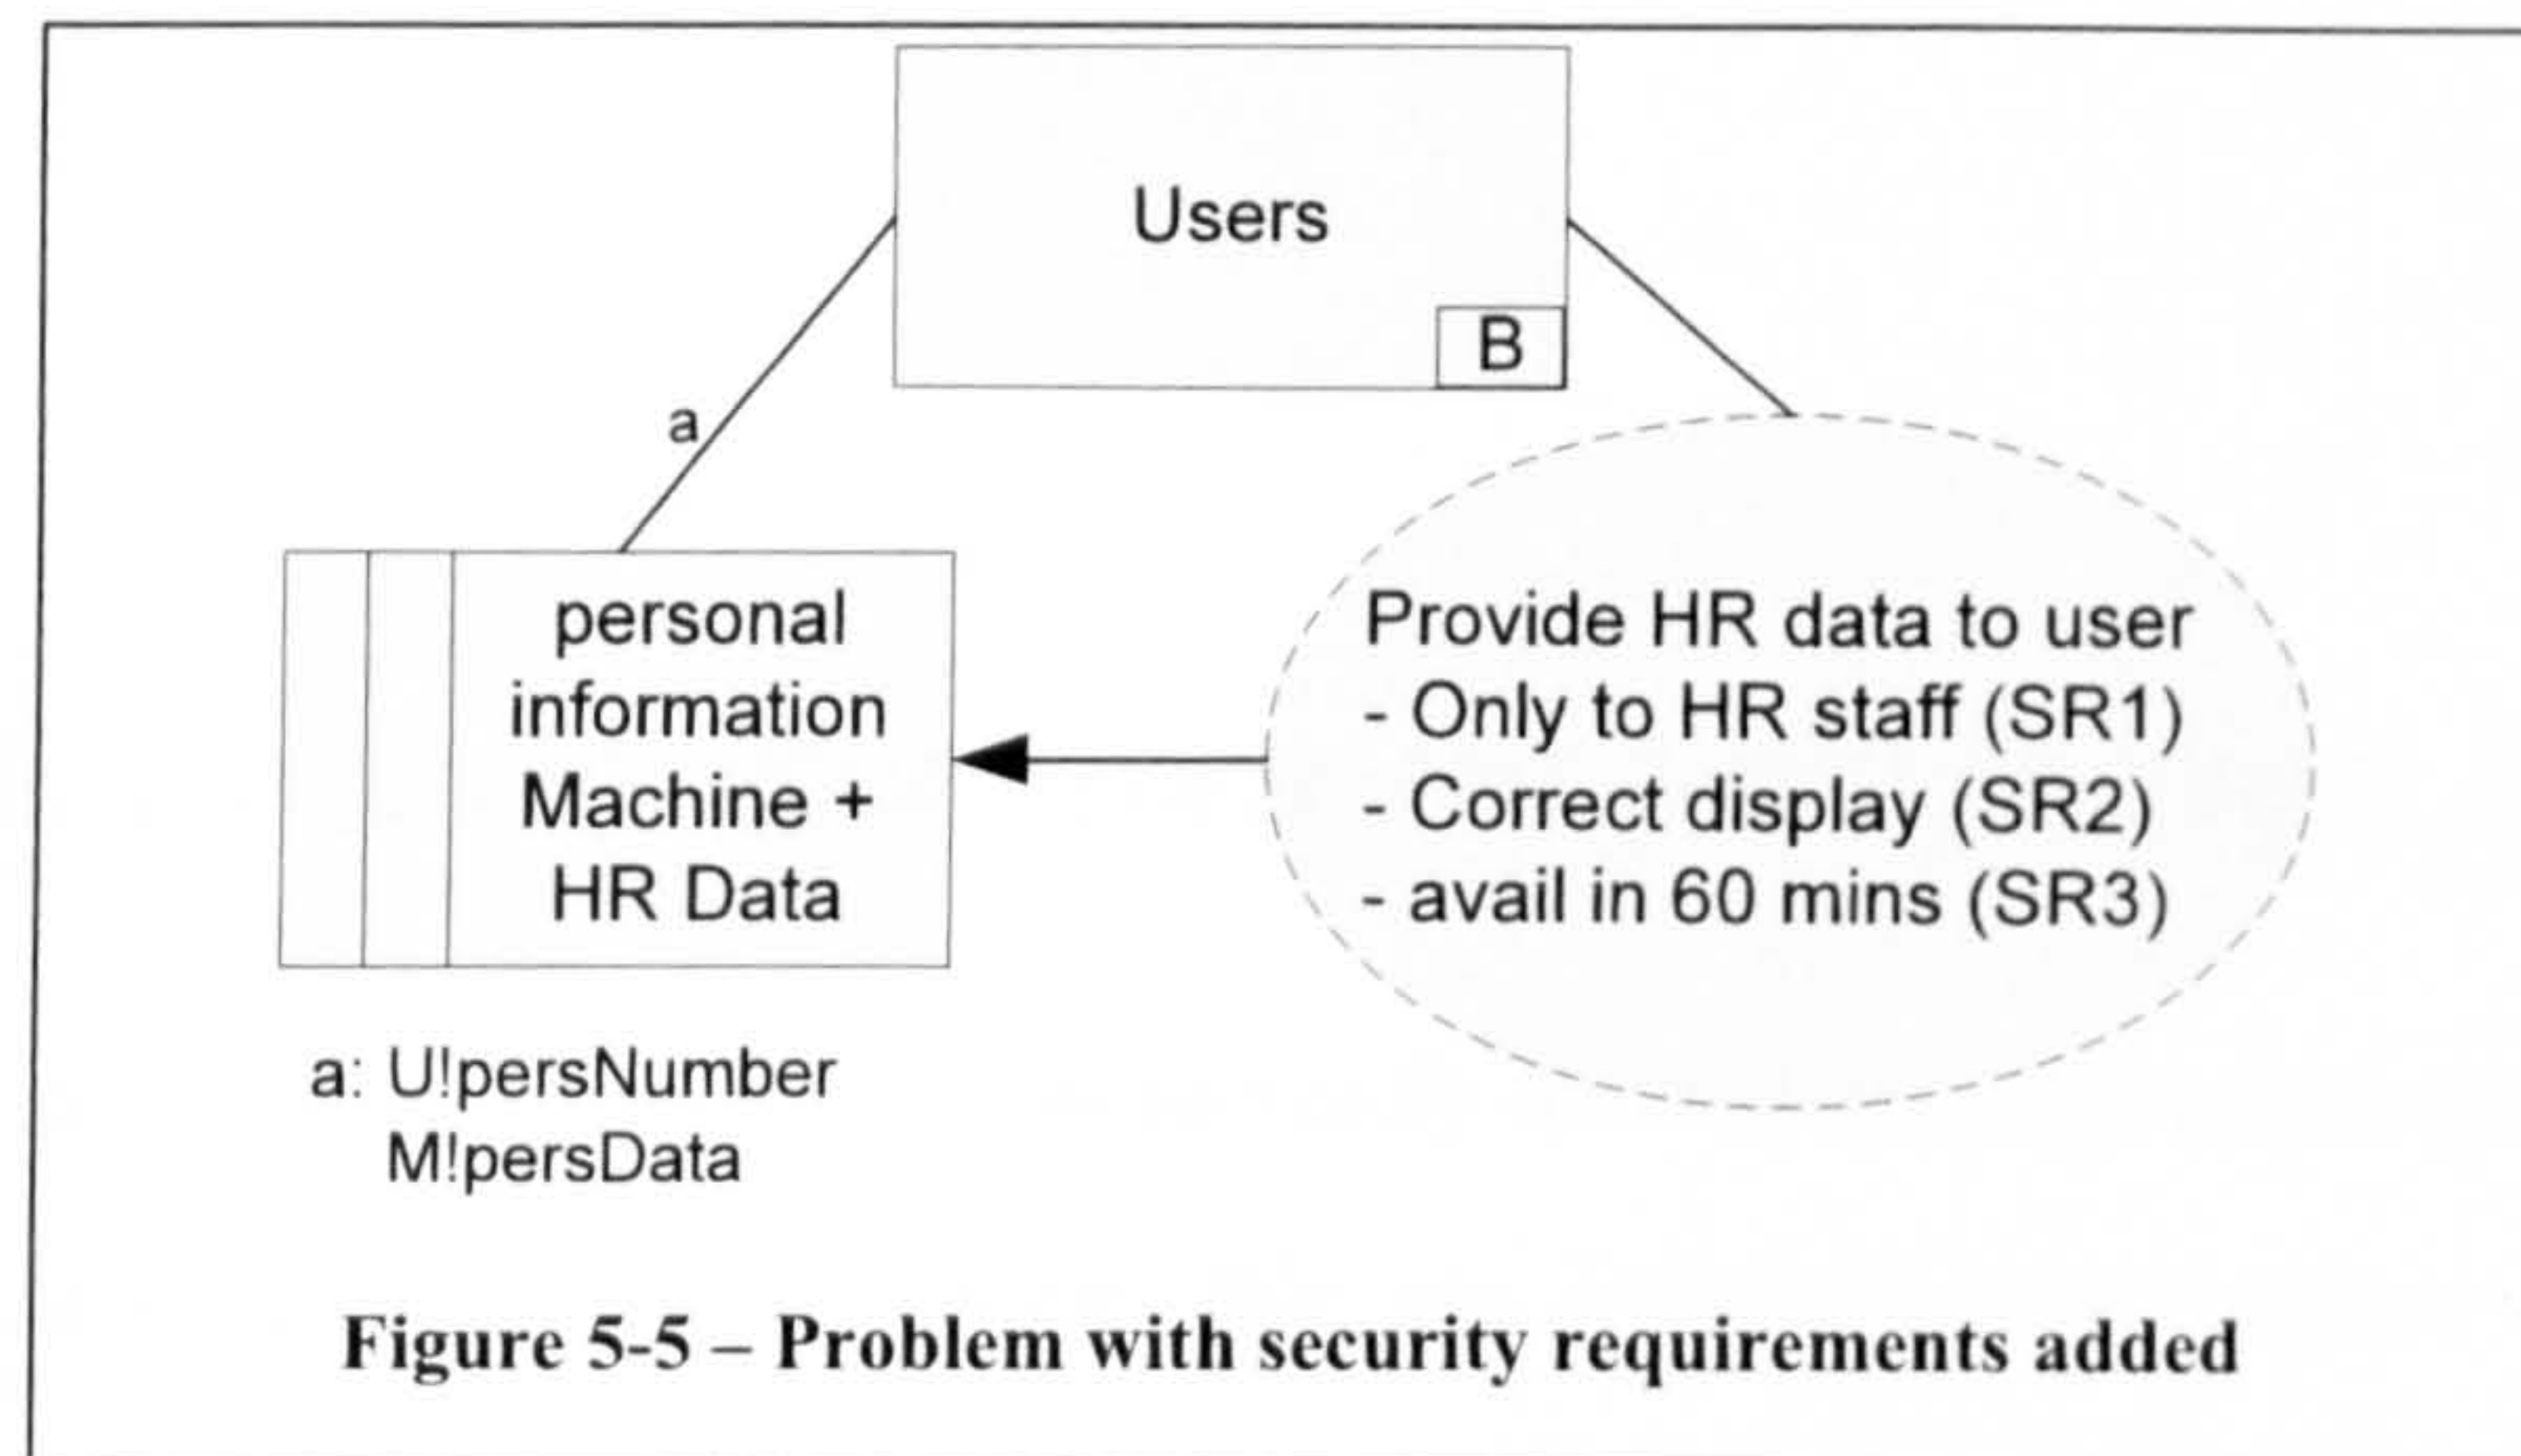 Users
B
a
personal
information
Machine +
HR Data
Provide HR data to user
- Only to HR staff (SR1)
- Correct display (SR2)
- avail in 60 mins (SR3)
a: U!persNumber
M!persData
Figure 5-5 – Problem with security requirements added